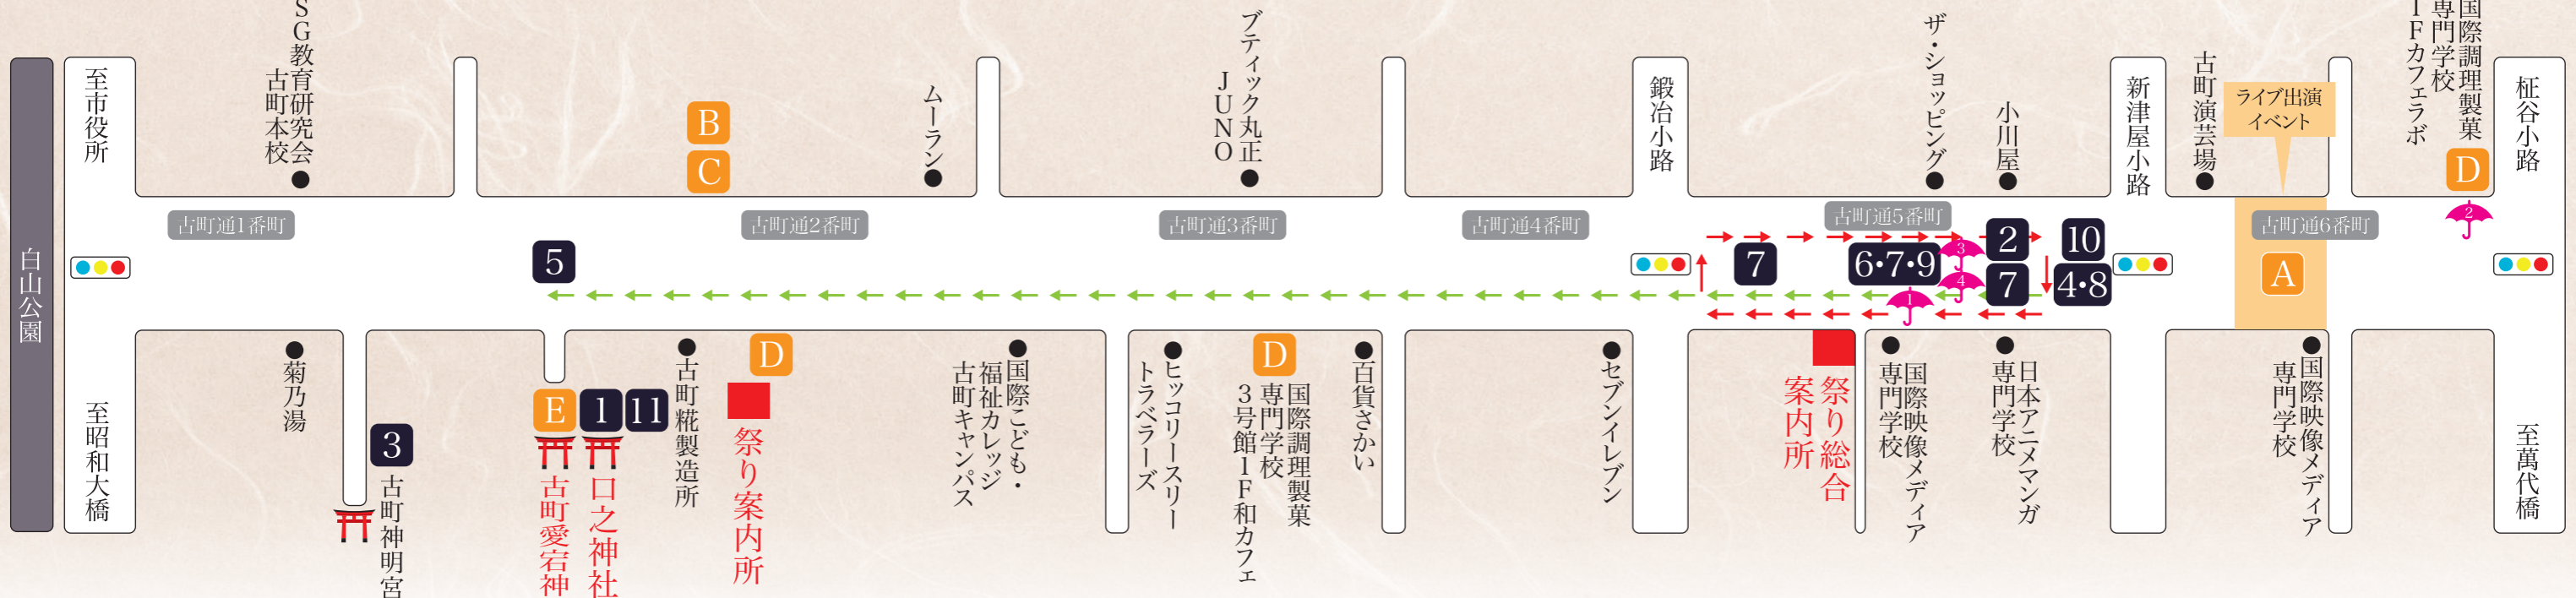 白山公園
至市役所
至昭和大橋
SG教育研究会
古町本校
B
C
ムーラン
ブティック丸正
JUNO
鍛冶小路
ザ・ショッピング
小川屋
新津屋小路
古町演芸場
ライブ出演
イベント
国際調理製菓
専門学校
1Fカフェラボ
D
柾谷小路
古町通1番町
古町通2番町
古町通3番町
古町通4番町
古町通5番町
古町通6番町
2
5
7
6・7・9
3
4
1
2
7
10
4・8
A
菊乃湯
3
古町神明宮
E
1
11
古町愛宕神
口之神社
古町糀製造所
D
祭り案内所
国際こども・
福祉カレッジ
古町キャンパス
ヒッコリースリー
トラベラーズ
D
国際調理製菓
専門学校
3号館1F和カフェ
百貨さかい
セブンイレブン
祭り総合
案内所
国際映像メディア
専門学校
日本アニメマンガ
専門学校
国際映像メディア
専門学校
至萬代橋